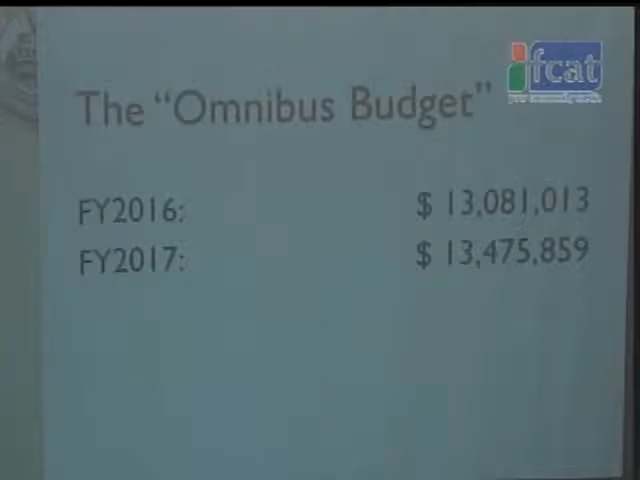 fcat
The “Omnibus Budget”
FY2016: $ 13,081,013
FY2017: $ 13,475,859